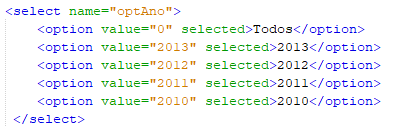 <select name="optAno">
<option value="0" selected>Todos</option>
<option value="2013" selected>2013</option>
<option value="2012" selected>2012</option>
<option value="2011" selected>2011</option>
<option value="2010" selected>2010</option>
</select>